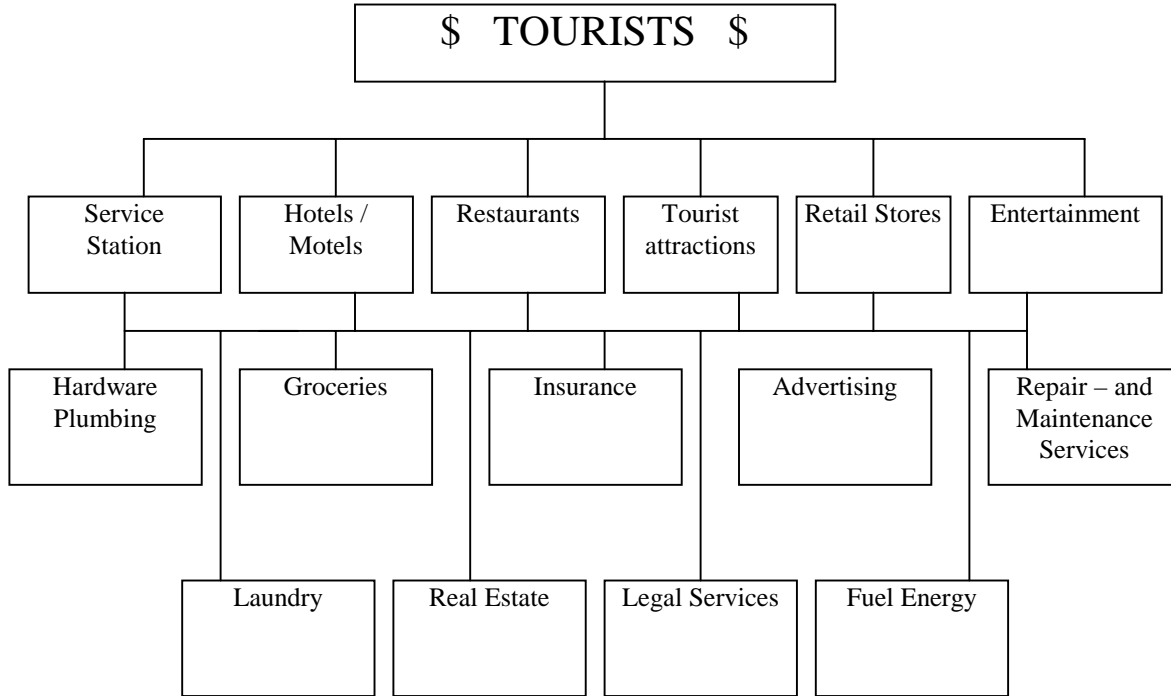 $ TOURISTS $
Service
Station
Hotels /
Motels
Restaurants
Tourist
attractions
Retail Stores
Entertainment
Hardware
Plumbing
Groceries
Insurance
Advertising
Repair – and
Maintenance
Services
Laundry
Real Estate
Legal Services
Fuel Energy